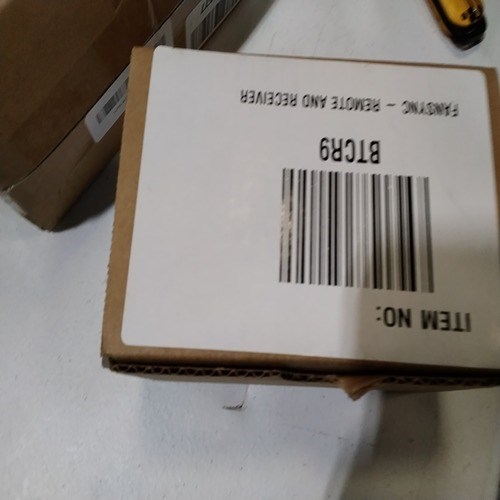 ITEM NO:
BTCR9
FANSYNC - REMOTE AND RECEIVER